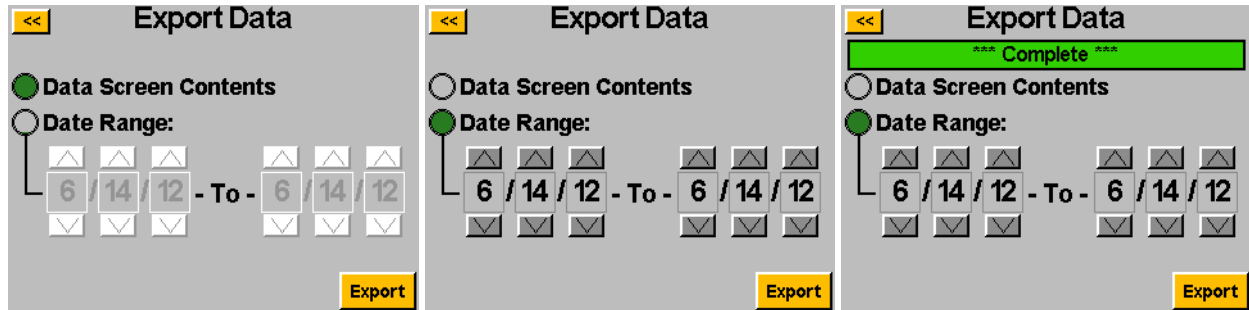 << Export Data
Data Screen Contents
Date Range:
6 / 14 / 12 - To - 6 / 14 / 12
Export
<< Export Data
Data Screen Contents
Date Range:
6 / 14 / 12 - To - 6 / 14 / 12
Export
<< Export Data
*** Complete ***
Data Screen Contents
Date Range:
6 / 14 / 12 - To - 6 / 14 / 12
Export